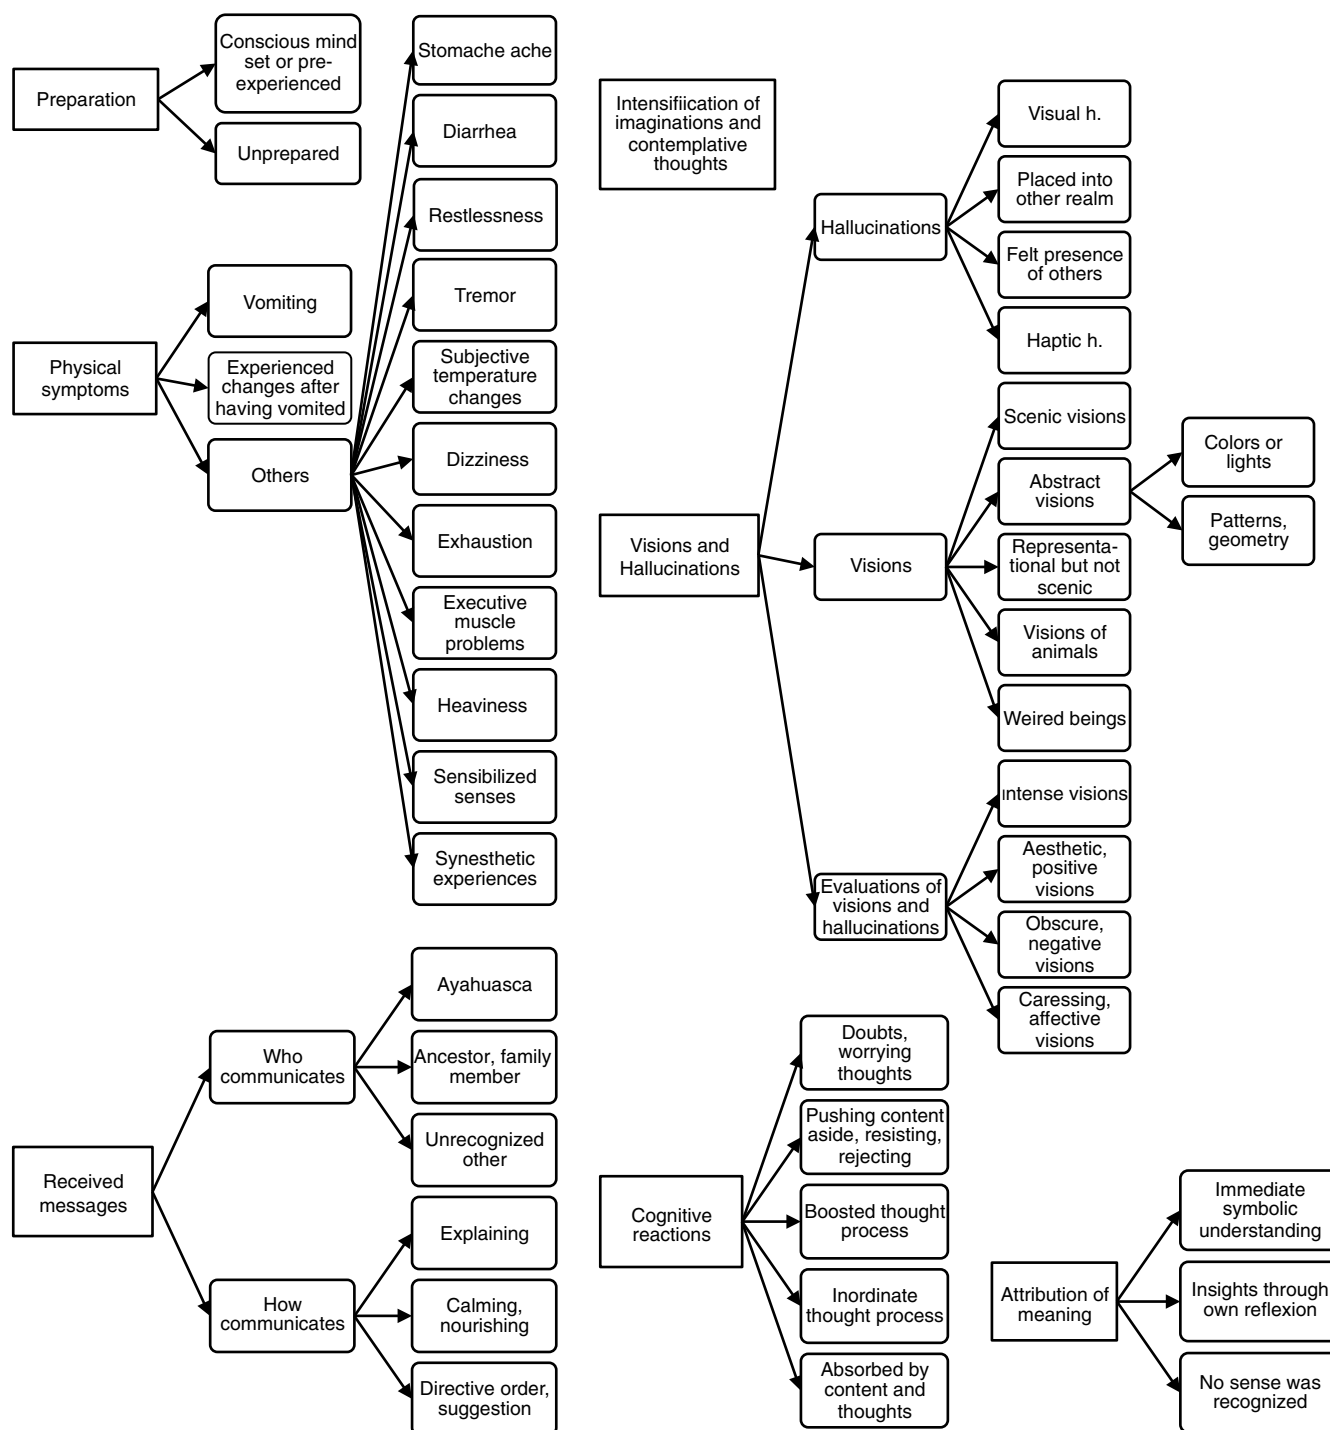 Preparation
Conscious mind
set or pre-
experienced
Unprepared
Physical
symptoms
Vomiting
Experienced
changes after
having vomited
Others
Stomache ache
Diarrhea
Restlessness
Tremor
Subjective
temperature
changes
Dizziness
Exhaustion
Executive
muscle
problems
Heaviness
Sensibilized
senses
Synesthetic
experiences
Received
messages
Who
communicates
Ayahuasca
Ancestor, family
member
Unrecognized
other
How
communicates
Explaining
Calming,
nourishing
Directive order,
suggestion
Intensifiication of
imaginations and
contemplative
thoughts
Visions and
Hallucinations
Hallucinations
Visual h.
Placed into
other realm
Felt presence
of others
Haptic h.
Visions
Scenic visions
Abstract
visions
Colors or
lights
Patterns,
geometry
Representa-
tional but not
scenic
Visions of
animals
Weired beings
Evaluations of
visions and
hallucinations
Intense visions
Aesthetic,
positive
visions
Obscure,
negative
visions
Caressing,
affective
visions
Cognitive
reactions
Doubts,
worrying
thoughts
Pushing content
aside, resisting,
rejecting
Boosted thought
process
Inordinate
thought process
Absorbed by
content and
thoughts
Attribution of
meaning
Immediate
symbolic
understanding
Insights through
own reflexion
No sense was
recognized